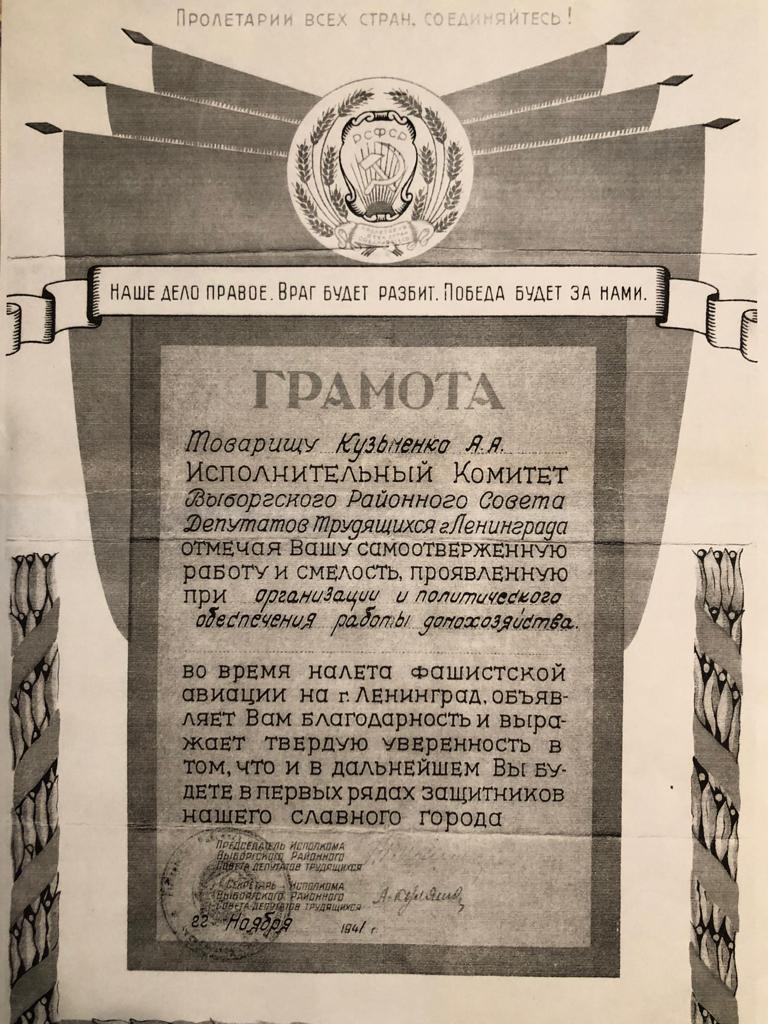 Пролетарии всех стран, соединяйтесь!
РСФСР
Наше дело правое. Враг будет разбит. Победа будет за нами.
ГРАМОТА
Товарищу Кузьненко А.А.
Исполнительный Комитет
Выборгского Районного Совета
Депутатов Трудящихся г. Ленинграда
отмечая Вашу самоотверженную
работу и смелость, проявленную
при организации и политического
обеспечения работы домохозяйства.
во время налета фашистской
авиации на г. Ленинград, объяв-
ляет Вам благодарность и выра-
жает твердую уверенность в
том, что и в дальнейшем Вы бу-
дете в первых рядах защитников
нашего славного города
Председатель исполкома
Выборгского Районного
Совета депутатов трудящихся
Секретарь исполкома
Выборгского Районного
Совета депутатов трудящихся
22 Ноября 1941 г.